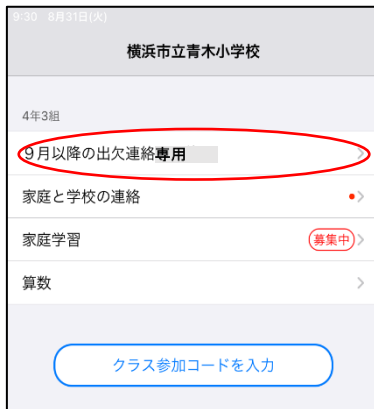 9:30 8月31日(火)
横浜市立青木小学校
4年3組
９月以降の出欠連絡専用
家庭と学校の連絡
家庭学習 募集中
算数
クラス参加コードを入力